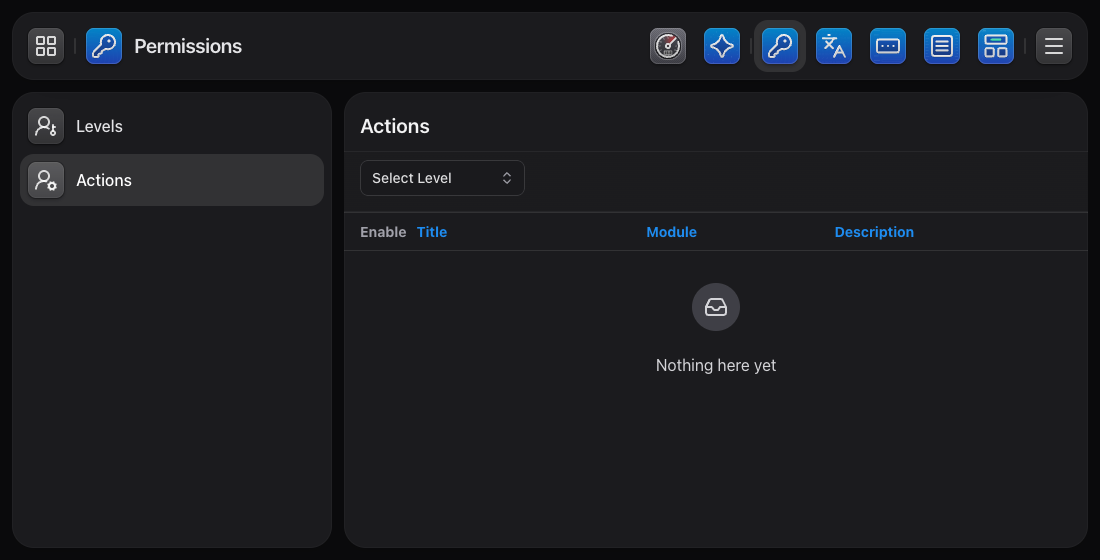 Permissions
Levels
Actions
Actions
Select Level
Enable Title Module Description
Nothing here yet